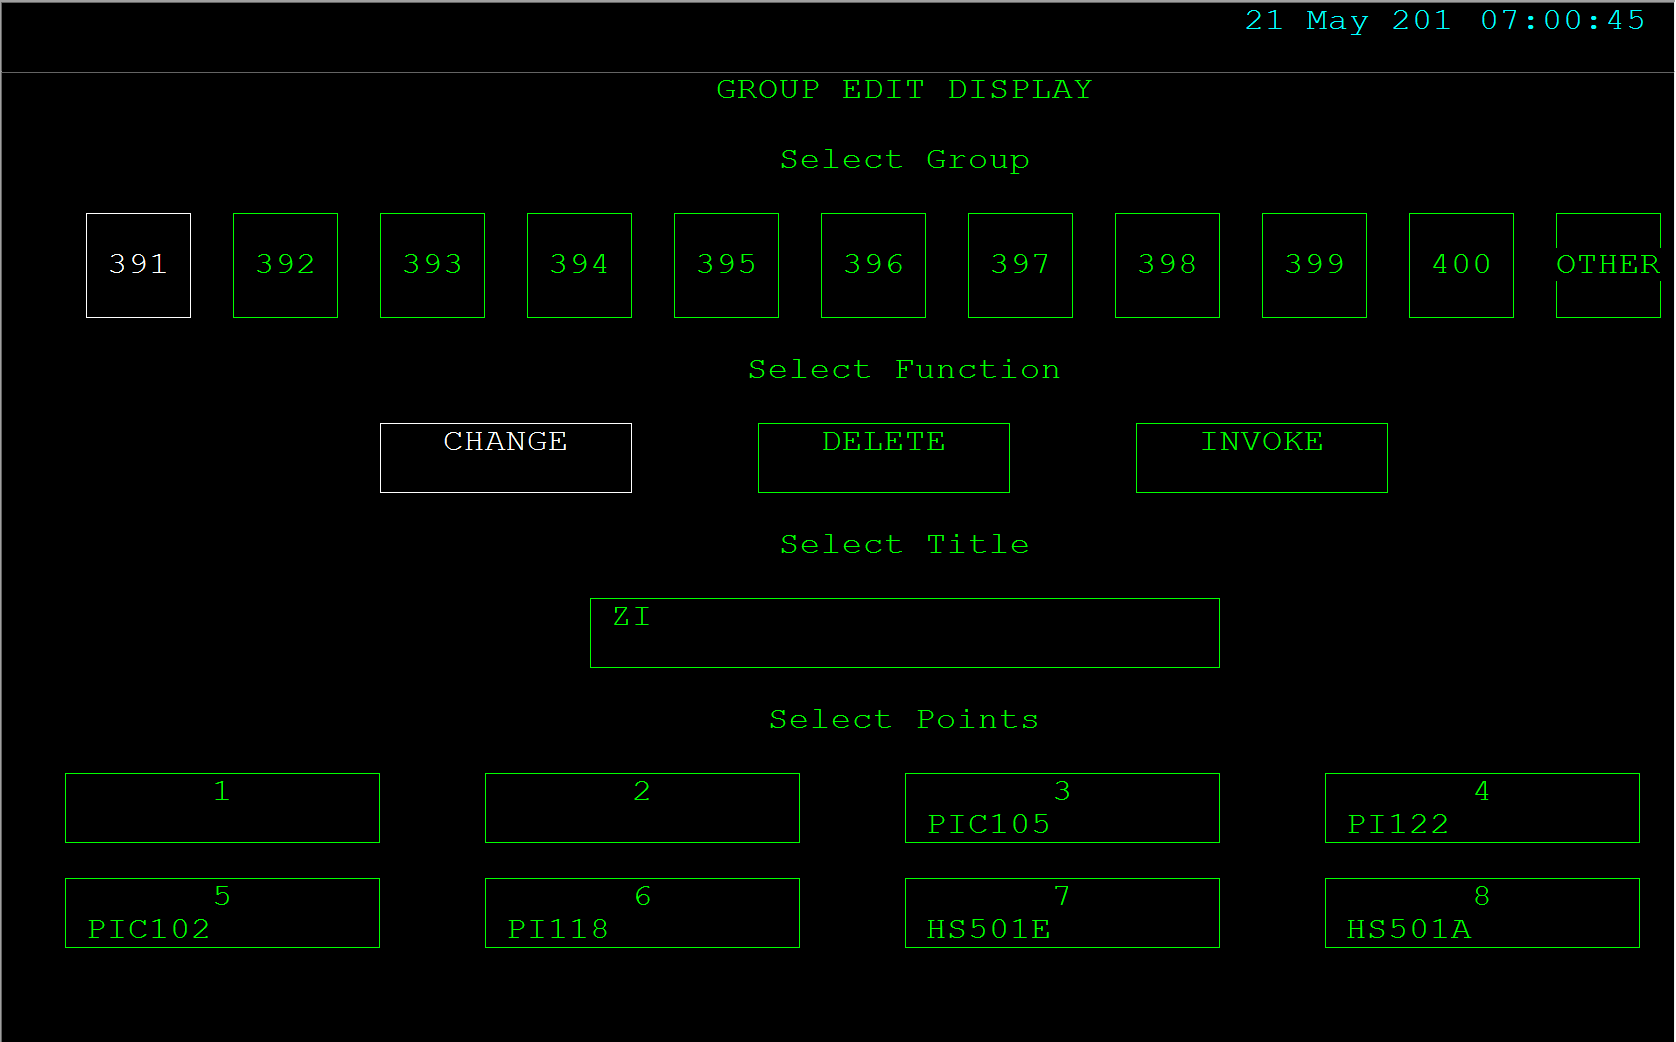 21 May 201 07:00:45
GROUP EDIT DISPLAY
Select Group
391 392 393 394 395 396 397 398 399 400 OTHER
Select Function
CHANGE DELETE INVOKE
Select Title
ZI
Select Points
1 2 3 4
PIC105 PI122
5 6 7 8
PIC102 PI118 HS501E HS501A